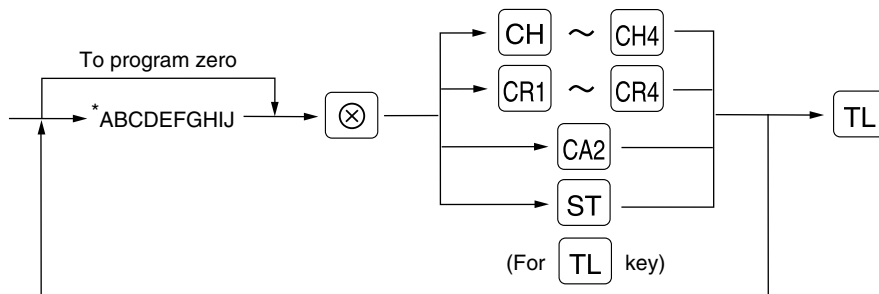 CH ~ CH4
To program zero
CR1 ~ CR4
*ABCDEFGHIJ ⊗ TL
CA2
ST
(For TL key)